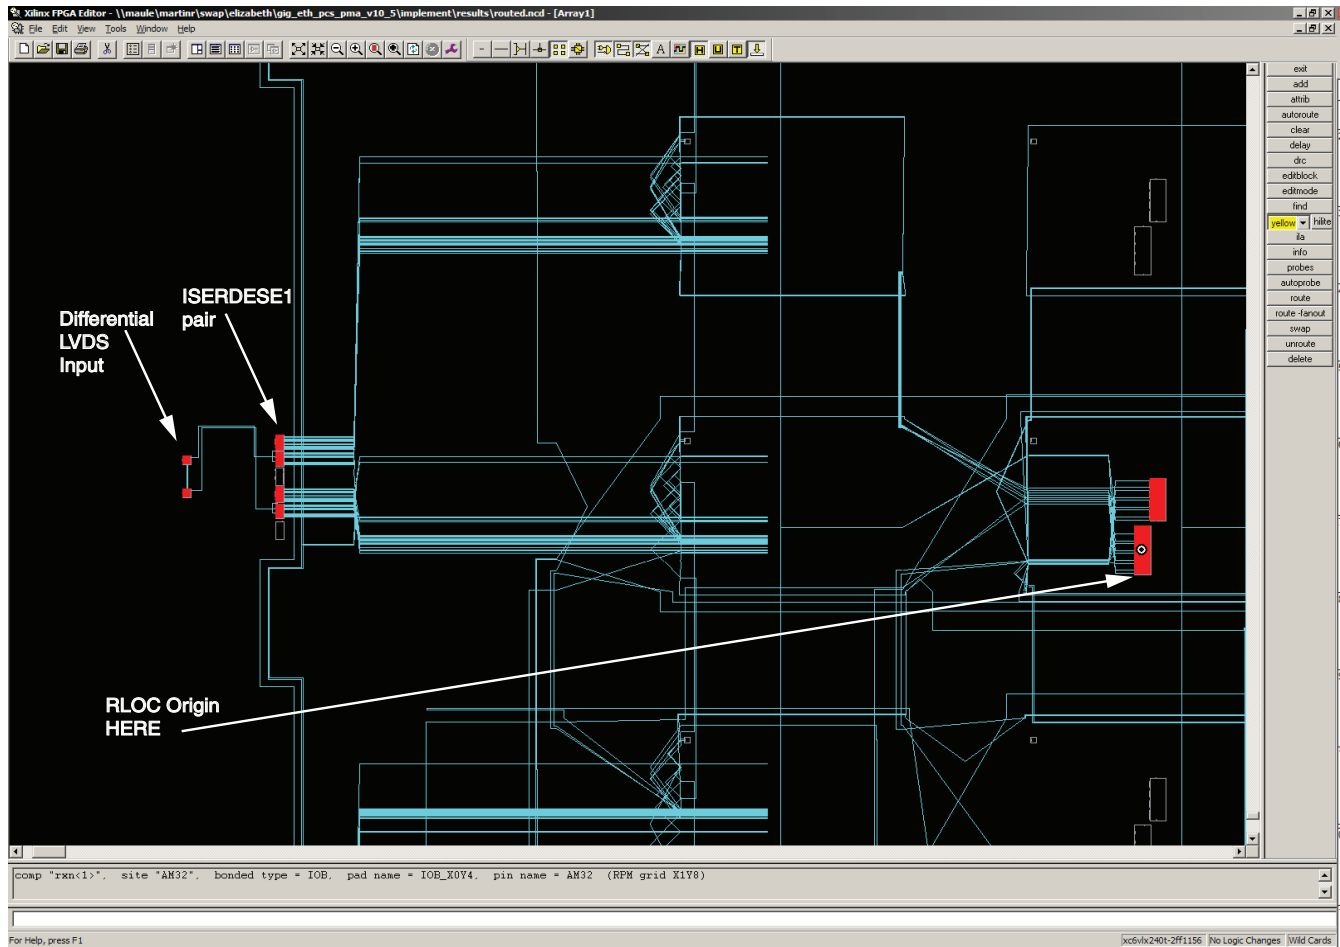 Xilinx FPGA Editor - \\maule\martinr\swap\elizabeth\gig_eth_pcs_pma_v10_5\implement\results\routed.ncd - [Array1]
File Edit View Tools Window Help
A
exit
add
attrib
autoroute
clear
delay
drc
editblock
editmode
find
yellow hilite
ila
info
probes
autoprobe
route
route -fanout
swap
unroute
delete
ISERDESE1
pair
Differential
LVDS
Input
RLOC Origin
HERE
comp "rxn<1>", site "AM32", bonded type = IOB, pad name = IOB_X0Y4, pin name = AM32 (RPM grid X1Y8)
For Help, press F1
xc6vlx240t-2ff1156 No Logic Changes Wild Cards